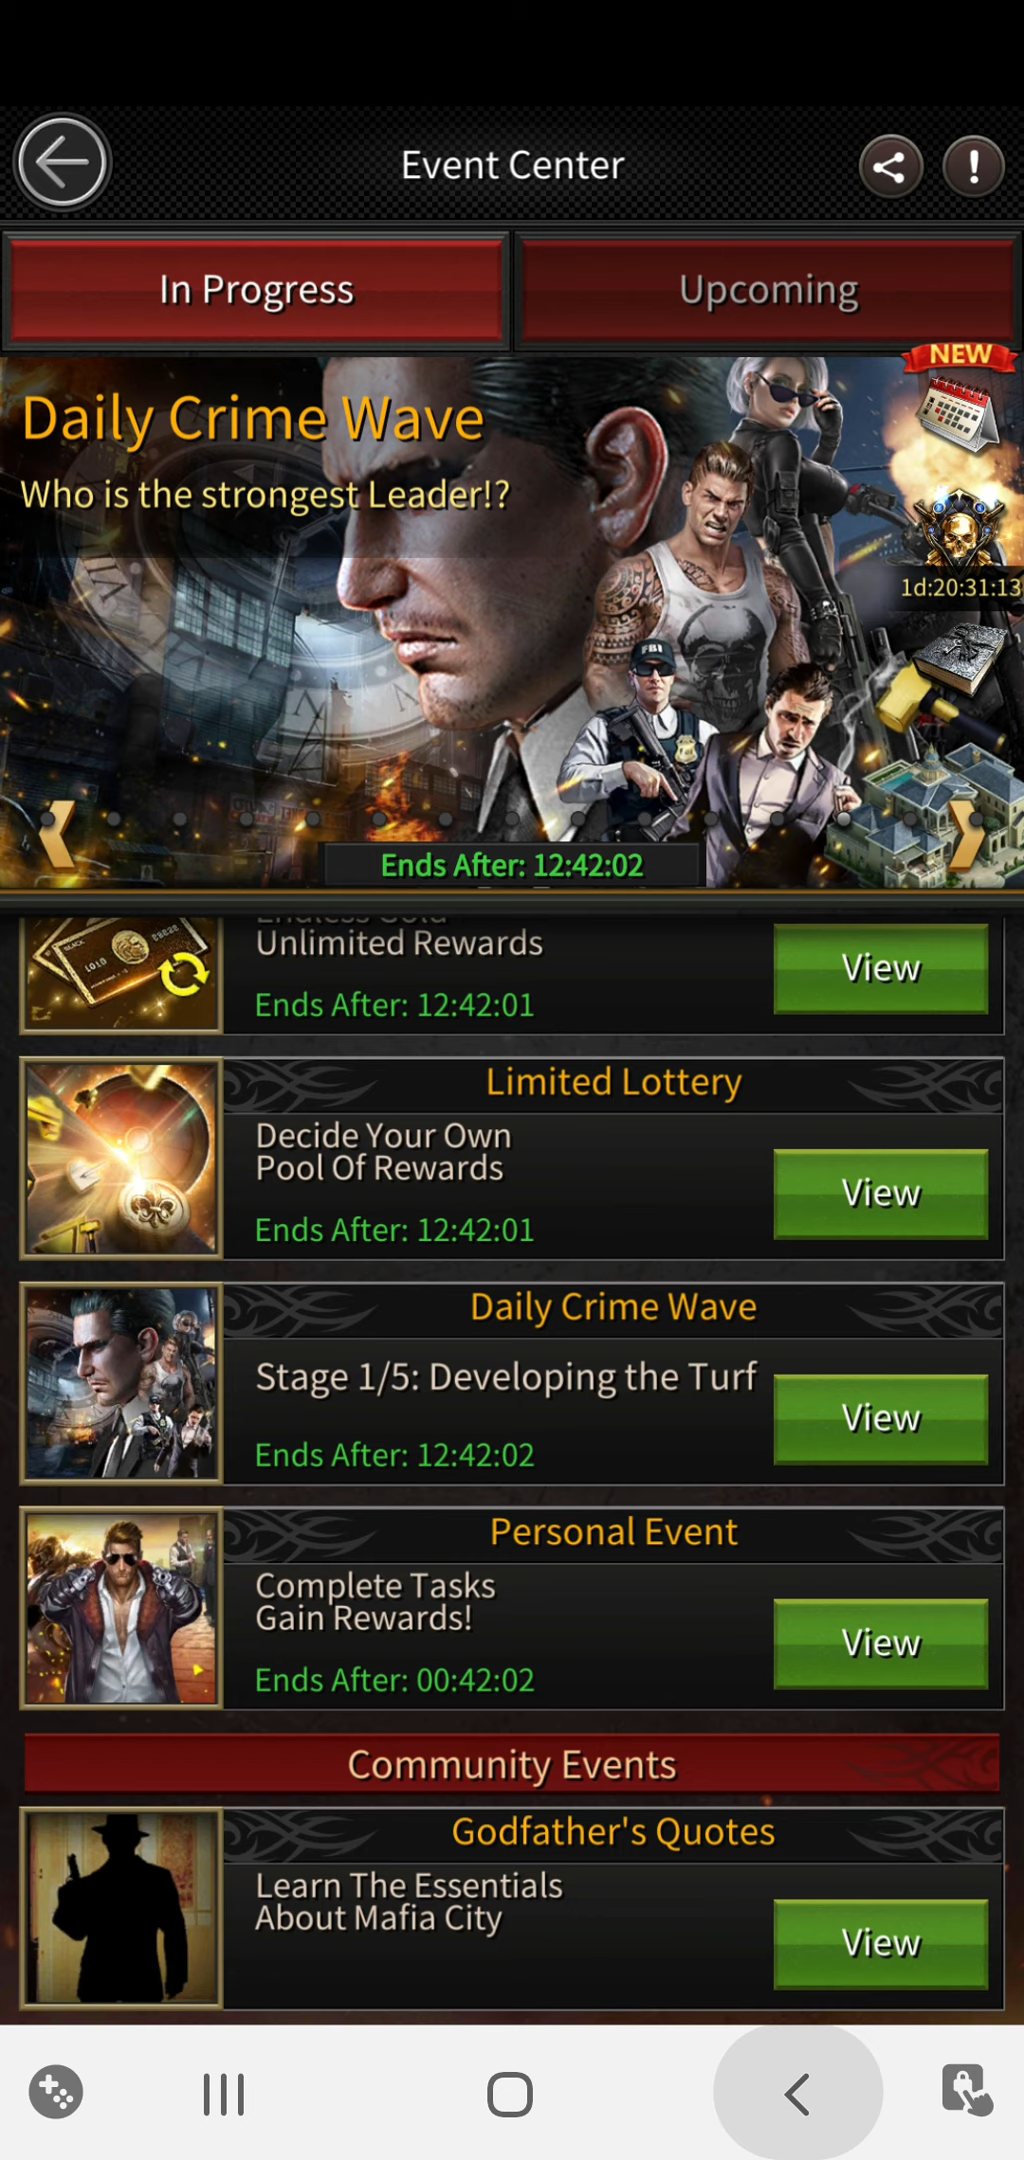 Event Center
In Progress
Upcoming
NEW
Daily Crime Wave
Who is the strongest Leader!?
FBI
1d:20:31:13
Ends After: 12:42:02
Endless Gold
Unlimited Rewards
View
Ends After: 12:42:01
Limited Lottery
Decide Your Own
Pool Of Rewards
View
Ends After: 12:42:01
Daily Crime Wave
Stage 1/5: Developing the Turf
View
Ends After: 12:42:02
Personal Event
Complete Tasks
Gain Rewards!
View
Ends After: 00:42:02
Community Events
Godfather's Quotes
Learn The Essentials
About Mafia City
View